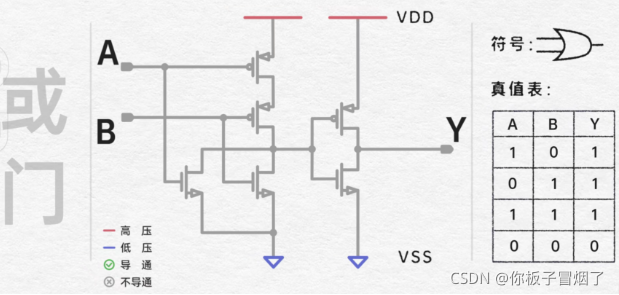 或
门
A
B
VDD
VSS
Y
高 压
低 压
导 通
不导通
符号:
真值表:
A B Y
1 0 1
0 1 1
1 1 1
0 0 0
CSDN @你板子冒烟了